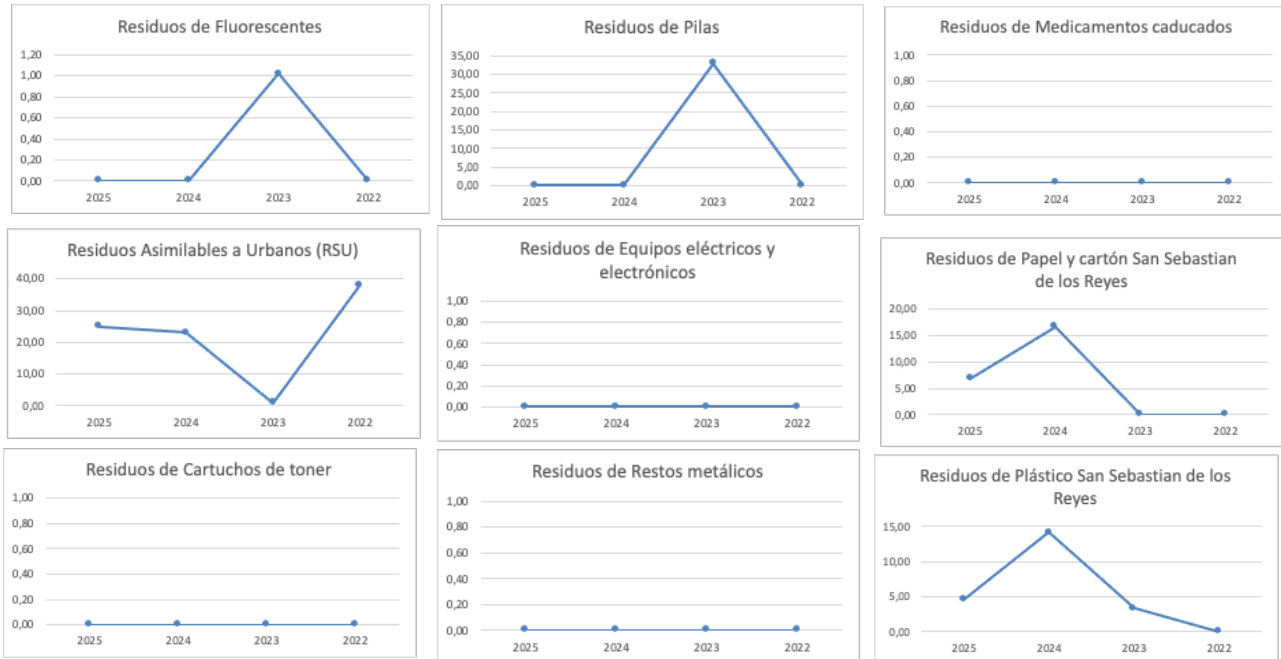 Residuos de Fluorescentes
1,20
1,00
0,80
0,60
0,40
0,20
0,00
2025 2024 2023 2022
Residuos de Pilas
35,00
30,00
25,00
20,00
15,00
10,00
5,00
0,00
2025 2024 2023 2022
Residuos de Medicamentos caducados
1,00
0,80
0,60
0,40
0,20
0,00
2025 2024 2023 2022
Residuos Asimilables a Urbanos (RSU)
40,00
30,00
20,00
10,00
0,00
2025 2024 2023 2022
Residuos de Equipos eléctricos y
electrónicos
1,00
0,80
0,60
0,40
0,20
0,00
2025 2024 2023 2022
Residuos de Papel y cartón San Sebastian
de los Reyes
20,00
15,00
10,00
5,00
0,00
2025 2024 2023 2022
Residuos de Cartuchos de toner
1,00
0,80
0,60
0,40
0,20
0,00
2025 2024 2023 2022
Residuos de Restos metálicos
1,00
0,80
0,60
0,40
0,20
0,00
2025 2024 2023 2022
Residuos de Plástico San Sebastian de los
Reyes
15,00
10,00
5,00
0,00
2025 2024 2023 2022